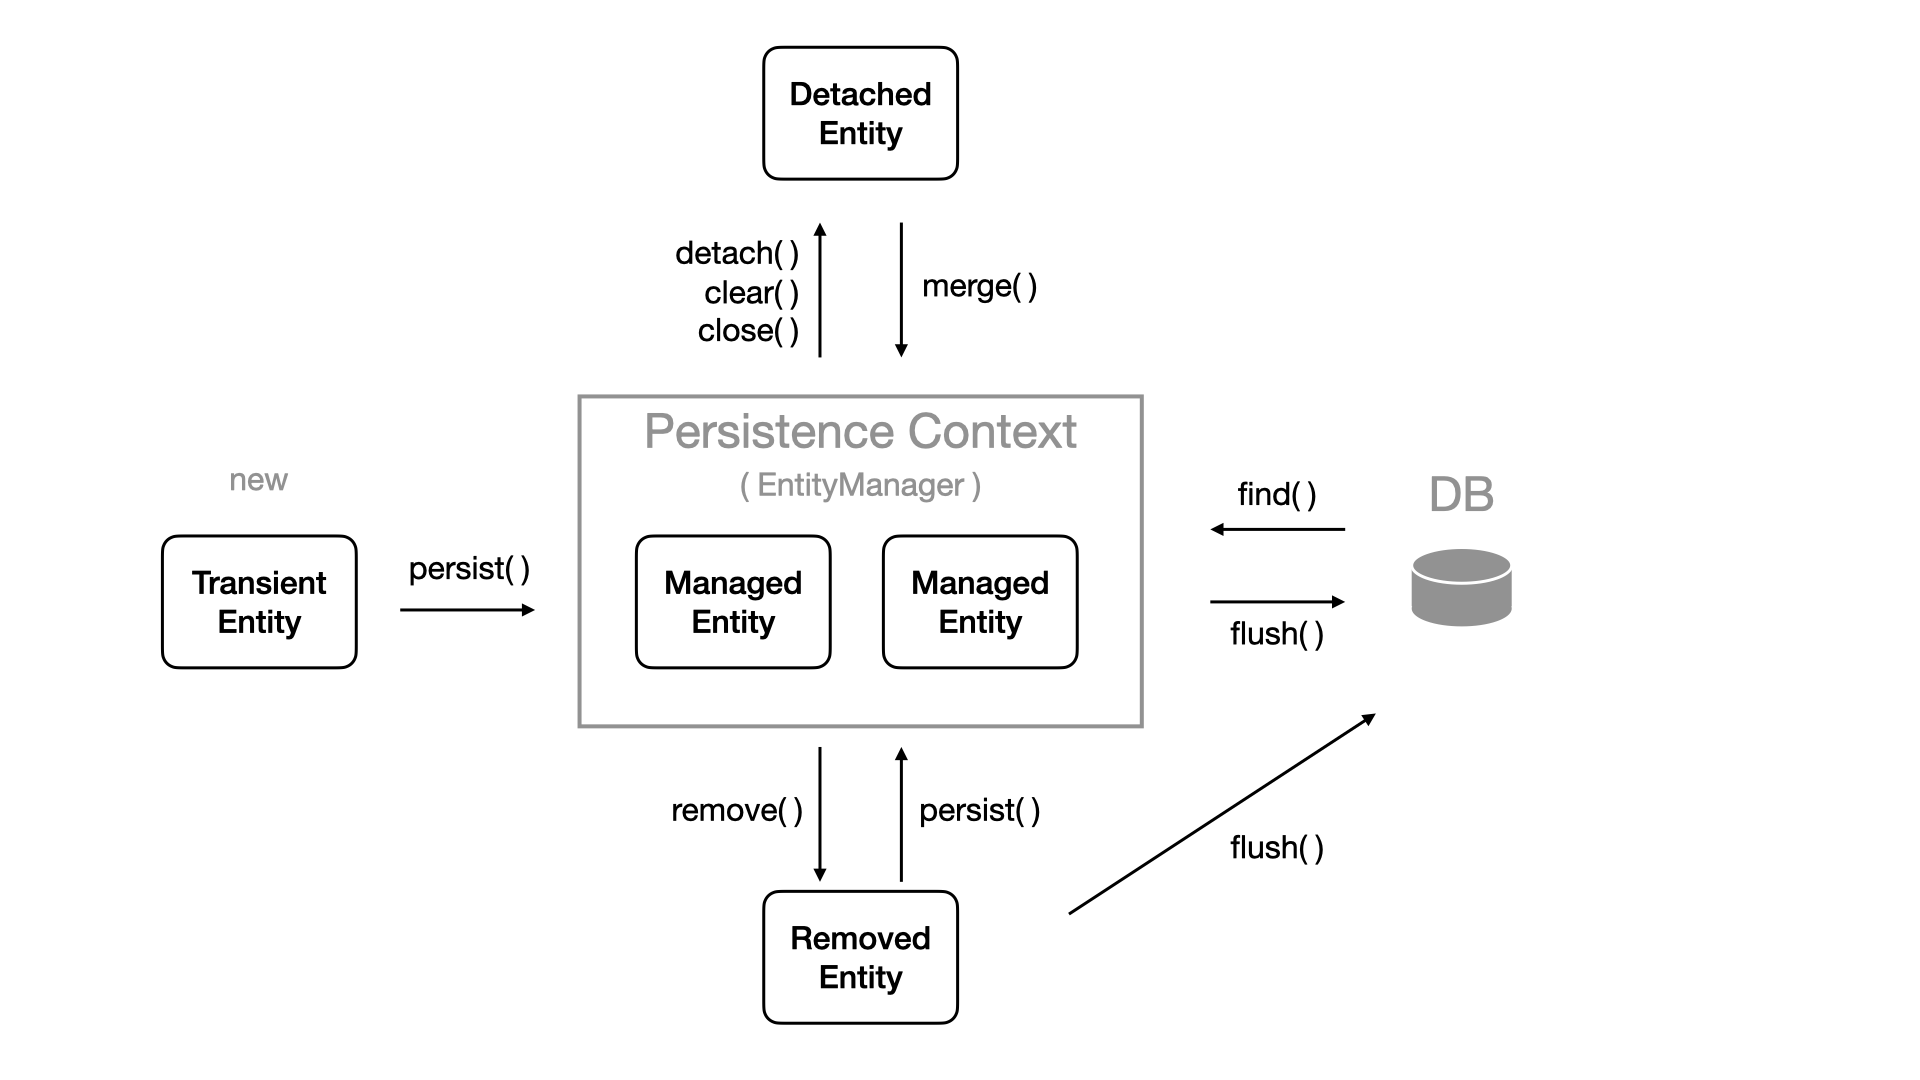 Detached
Entity
detach( )
clear( )
close( )
merge( )
Persistence Context
( EntityManager )
new
Transient
Entity
persist( )
Managed
Entity
Managed
Entity
find( )
flush( )
DB
remove( )
persist( )
flush( )
Removed
Entity